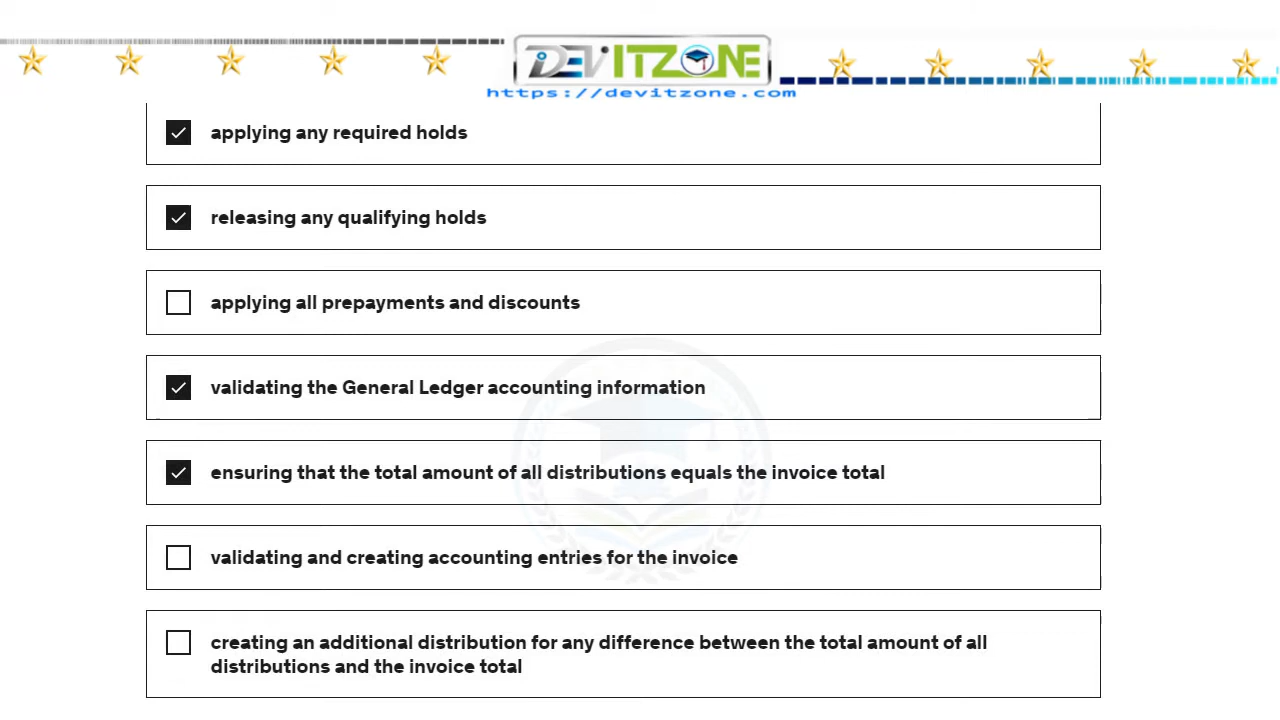 DEVITZONE
https://devitzone.com
applying any required holds
releasing any qualifying holds
applying all prepayments and discounts
validating the General Ledger accounting information
ensuring that the total amount of all distributions equals the invoice total
validating and creating accounting entries for the invoice
creating an additional distribution for any difference between the total amount of all
distributions and the invoice total